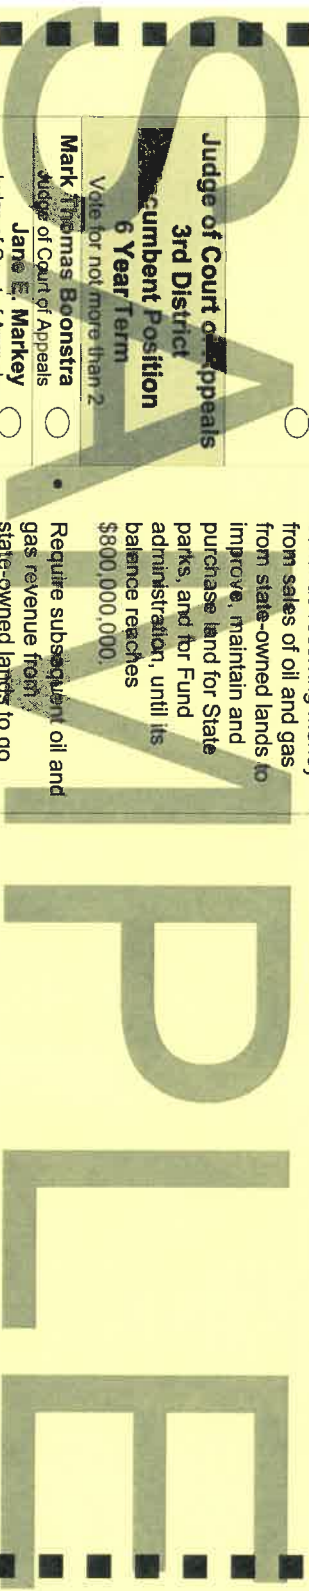 SAMPLE
Judge of Court of Appeals
3rd District
cumbent Position
6 Year Term
Vote for not more than 2
Mark Thomas Boonstra
Judge of Court of Appeals
Jane E. Markey
from sales of oil and gas
from state-owned lands to
improve, maintain and
purchase land for State
parks, and for Fund
administration, until its
balance reaches
$800,000,000.
• Require subsequent oil and
gas revenue from
state-owned lands to go